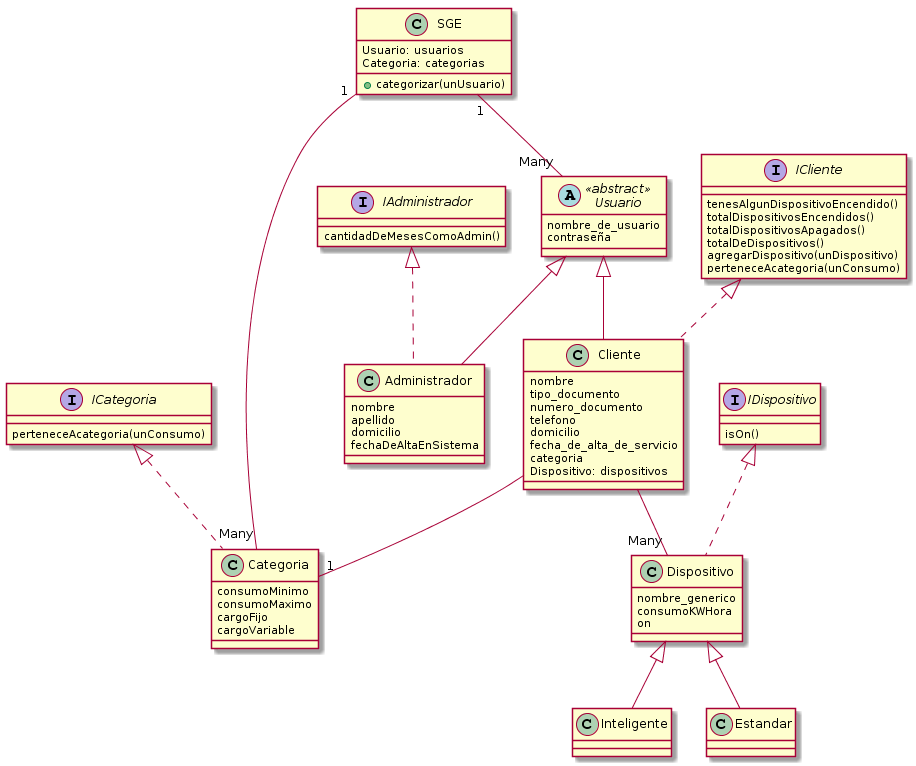 C SGE
Usuario: usuarios
Categoria: categorias
categorizar(unUsuario)
1
1
Many
I ICliente
tenesAlgunDispositivoEncendido()
totalDispositivosEncendidos()
totalDispositivosApagados()
totalDeDispositivos()
agregarDispositivo(unDispositivo)
perteneceAcategoria(unConsumo)
A «abstract»
Usuario
nombre_de_usuario
contraseña
I IAdministrador
cantidadDeMesesComoAdmin()
C Cliente
nombre
tipo_documento
numero_documento
telefono
domicilio
fecha_de_alta_de_servicio
categoria
Dispositivo: dispositivos
C Administrador
nombre
apellido
domicilio
fechaDeAltaEnSistema
I ICategoria
perteneceAcategoria(unConsumo)
I IDispositivo
isOn()
Many
1
Many
C Categoria
consumoMinimo
consumoMaximo
cargoFijo
cargoVariable
C Dispositivo
nombre_generico
consumoKWHora
on
C Inteligente
C Estandar